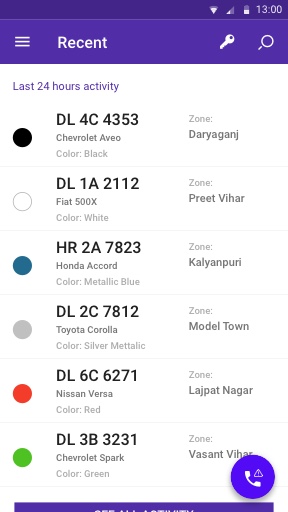 13:00
Recent
Last 24 hours activity
DL 4C 4353
Chevrolet Aveo
Color: Black
Zone:
Daryaganj
DL 1A 2112
Fiat 500X
Color: White
Zone:
Preet Vihar
HR 2A 7823
Honda Accord
Color: Metallic Blue
Zone:
Kalyanpuri
DL 2C 7812
Toyota Corolla
Color: Silver Mettalic
Zone:
Model Town
DL 6C 6271
Nissan Versa
Color: Red
Zone:
Lajpat Nagar
DL 3B 3231
Chevrolet Spark
Color: Green
Zone:
Vasant Vihar
SEE ALL ACTIVITY